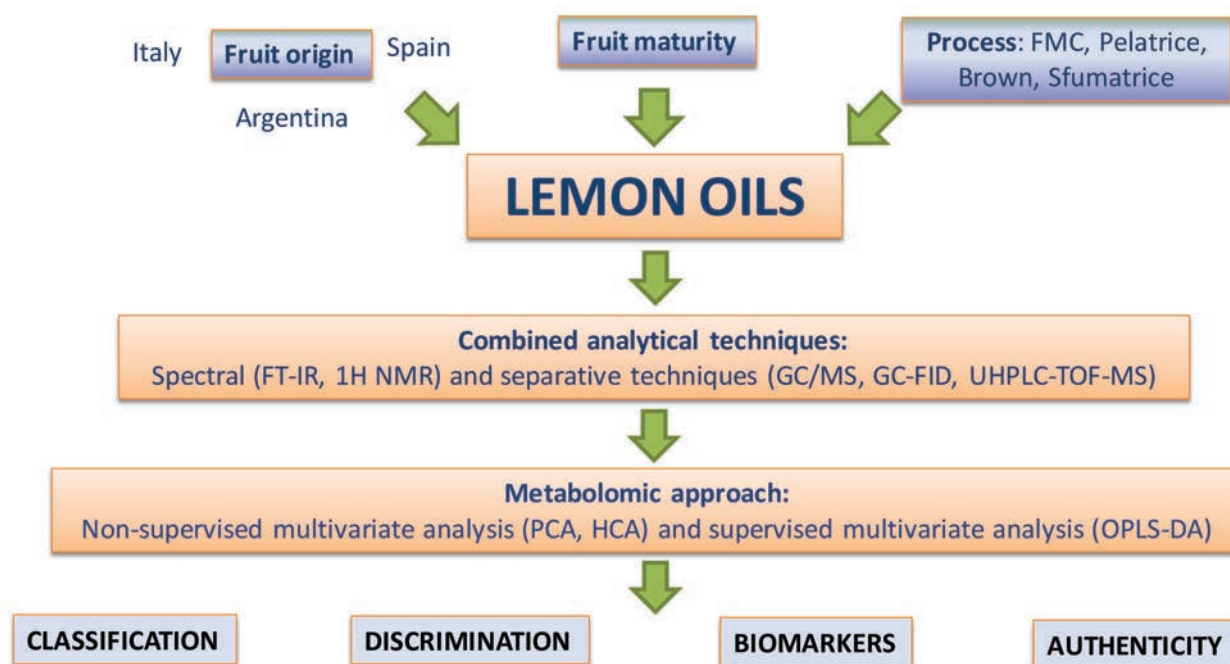 Italy
Fruit origin
Spain
Argentina
Fruit maturity
Process: FMC, Pelatrice,
Brown, Sfumatrice
LEMON OILS
Combined analytical techniques:
Spectral (FT-IR, 1H NMR) and separative techniques (GC/MS, GC-FID, UHPLC-TOF-MS)
Metabolomic approach:
Non-supervised multivariate analysis (PCA, HCA) and supervised multivariate analysis (OPLS-DA)
CLASSIFICATION
DISCRIMINATION
BIOMARKERS
AUTHENTICITY